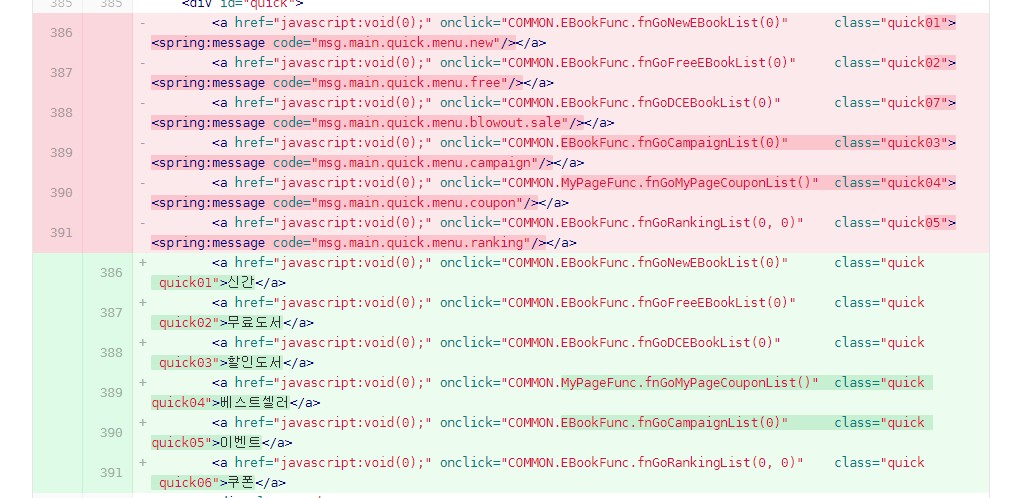 385 385 <div id="quick">
386 - <a href="javascript:void(0);" onclick="COMMON.EBookFunc.fnGoNewEBookList(0)" class="quick01">
<spring:message code="msg.main.quick.menu.new"/></a>
387 - <a href="javascript:void(0);" onclick="COMMON.EBookFunc.fnGoFreeEBookList(0)" class="quick02">
<spring:message code="msg.main.quick.menu.free"/></a>
388 - <a href="javascript:void(0);" onclick="COMMON.EBookFunc.fnGoDCEBookList(0)" class="quick07">
<spring:message code="msg.main.quick.menu.blowout.sale"/></a>
389 - <a href="javascript:void(0);" onclick="COMMON.EBookFunc.fnGoCampaignList(0)" class="quick03">
<spring:message code="msg.main.quick.menu.campaign"/></a>
390 - <a href="javascript:void(0);" onclick="COMMON.MyPageFunc.fnGoMyPageCouponList()" class="quick04">
<spring:message code="msg.main.quick.menu.coupon"/></a>
391 - <a href="javascript:void(0);" onclick="COMMON.EBookFunc.fnGoRankingList(0, 0)" class="quick05">
<spring:message code="msg.main.quick.menu.ranking"/></a>
386 + <a href="javascript:void(0);" onclick="COMMON.EBookFunc.fnGoNewEBookList(0)" class="quick
quick01">신간</a>
387 + <a href="javascript:void(0);" onclick="COMMON.EBookFunc.fnGoFreeEBookList(0)" class="quick
quick02">무료도서</a>
388 + <a href="javascript:void(0);" onclick="COMMON.EBookFunc.fnGoDCEBookList(0)" class="quick
quick03">할인도서</a>
389 + <a href="javascript:void(0);" onclick="COMMON.MyPageFunc.fnGoMyPageCouponList()" class="quick
quick04">베스트셀러</a>
390 + <a href="javascript:void(0);" onclick="COMMON.EBookFunc.fnGoCampaignList(0)" class="quick
quick05">이벤트</a>
391 + <a href="javascript:void(0);" onclick="COMMON.EBookFunc.fnGoRankingList(0, 0)" class="quick
quick06">쿠폰</a>